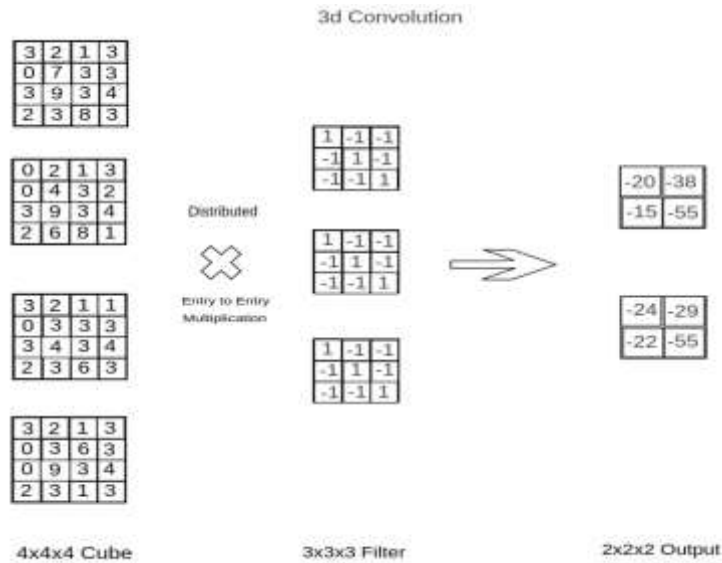 3d Convolution
3 2 1 3
0 7 3 3
3 9 3 4
2 3 8 3
0 2 1 3
0 4 3 2
3 9 3 4
2 6 8 1
3 2 1 1
0 3 3 3
3 4 3 4
2 3 6 3
3 2 1 3
0 3 6 3
0 9 3 4
2 3 1 3
4x4x4 Cube
Distributed
Entry to Entry
Multiplication
1 -1 -1
-1 1 -1
-1 -1 1
1 -1 -1
-1 1 -1
-1 -1 1
1 -1 -1
-1 1 -1
-1 -1 1
3x3x3 Filter
-20 -38
-15 -55
-24 -29
-22 -55
2x2x2 Output